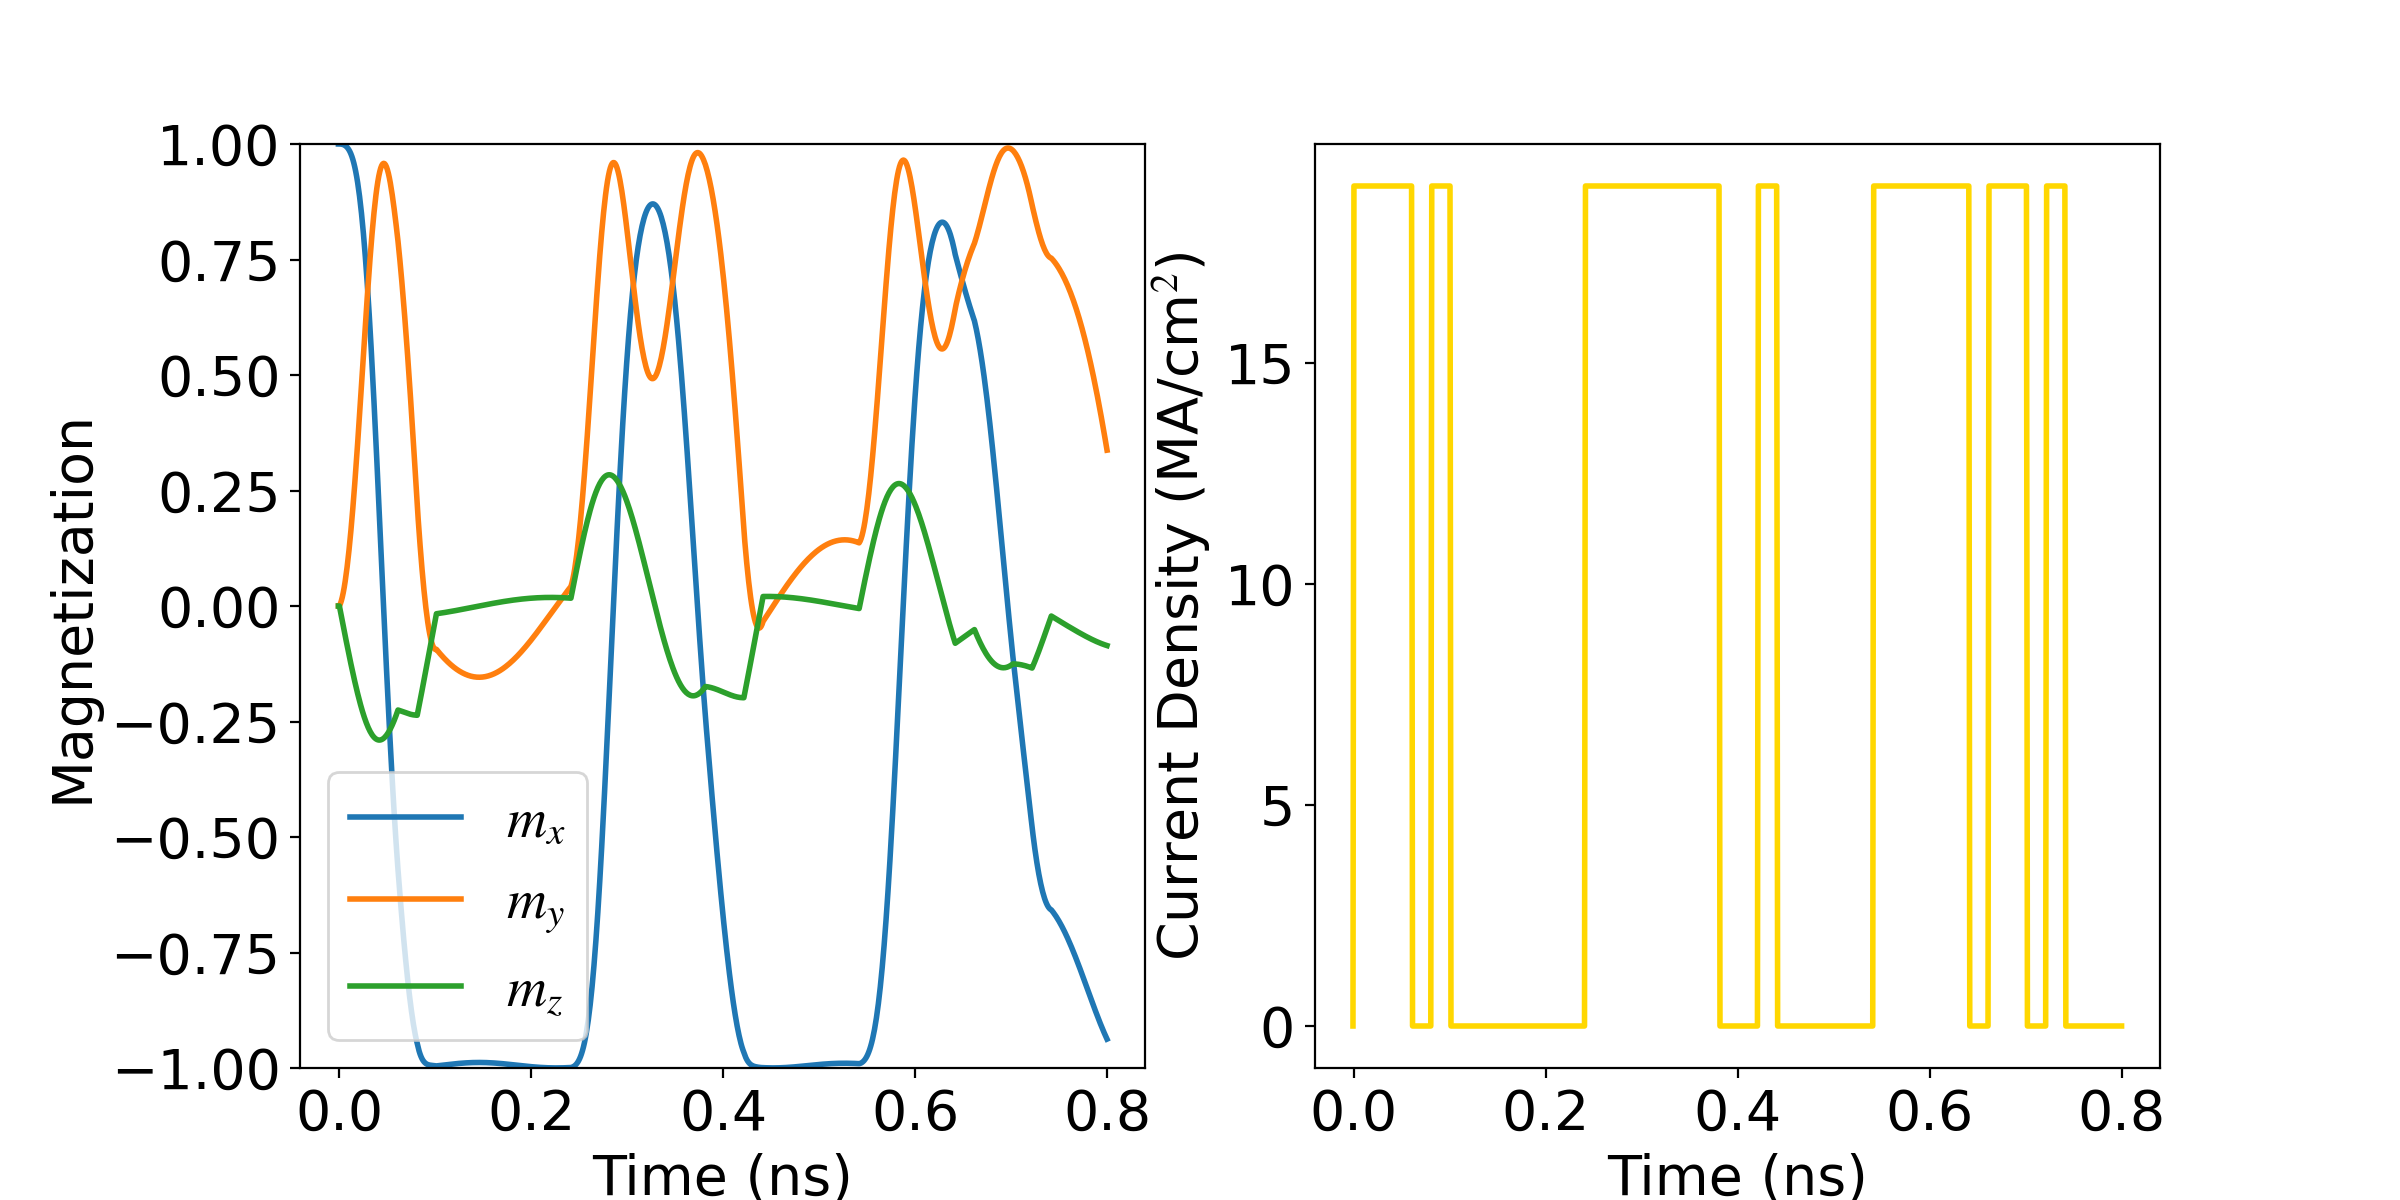 Magnetization
1.00
0.75
0.50
0.25
0.00
−0.25
−0.50
−0.75
−1.00
0.0 0.2 0.4 0.6 0.8
Time (ns)
m_x
m_y
m_z
Current Density (MA/cm²)
15
10
5
0
0.0 0.2 0.4 0.6 0.8
Time (ns)